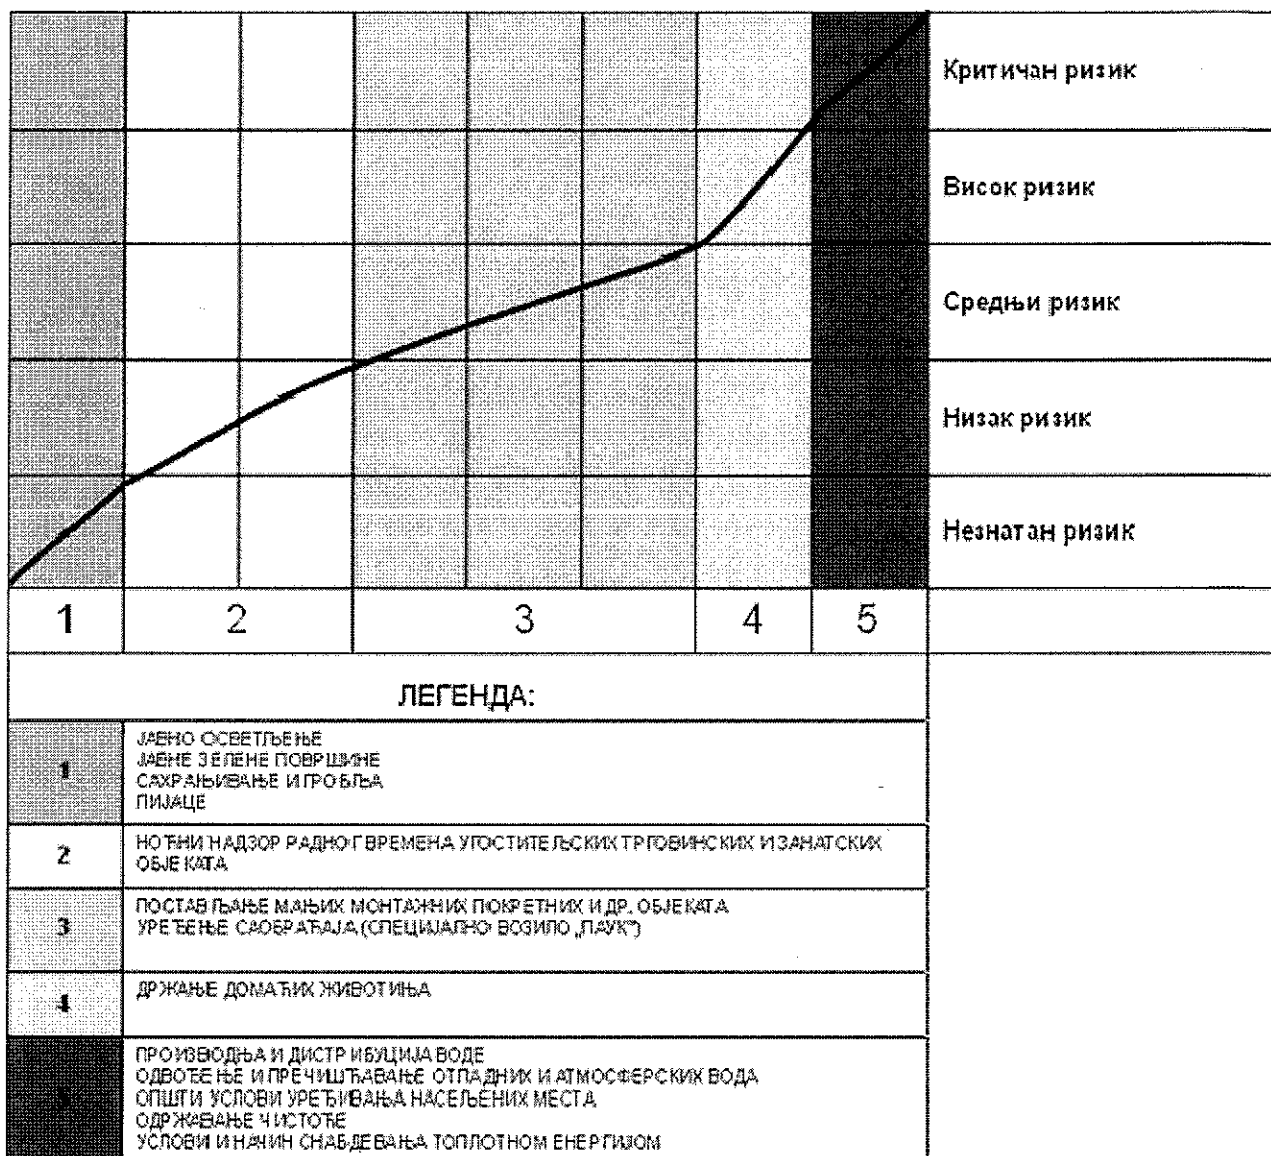 Критичан ризик
Висок ризик
Средњи ризик
Низак ризик
Незнатан ризик
1 2 3 4 5
ЛЕГЕНДА:
1
ЈАВНО ОСВЕТЉЕЊЕ
ЈАВНЕ ЗЕЛЕНЕ ПОВРШИНЕ
САХРАЊИВАЊЕ И ГРОБЉА
ПИЈАЦЕ
2
НОЋНИ НАДЗОР РАДНОГ ВРЕМЕНА УГОСТИТЕЉСКИХ ТРГОВИНСКИХ И ЗАНАТСКИХ
ОБЈЕКАТА
3
ПОСТАВЉАЊЕ МАЊИХ МОНТАЖНИХ ПОКРЕТНИХ И ДР. ОБЈЕКАТА
УРЕЂЕЊЕ САОБРАЋАЈА (СПЕЦИЈАЛНО ВОЗИЛО „ПАУК")
4
ДРЖАЊЕ ДОМАЋИХ ЖИВОТИЊА
5
ПРОИЗВОДЊА И ДИСТРИБУЦИЈА ВОДЕ
ОДВОЂЕЊЕ И ПРЕЧИШЋАВАЊЕ ОТПАДНИХ И АТМОСФЕРСКИХ ВОДА
ОПШТИ УСЛОВИ УРЕЂИВАЊА НАСЕЉЕНИХ МЕСТА
ОДРЖАВАЊЕ ЧИСТОЋЕ
УСЛОВИ И НАЧИН СНАБДЕВАЊА ТОПЛОТНОМ ЕНЕРГИЈОМ